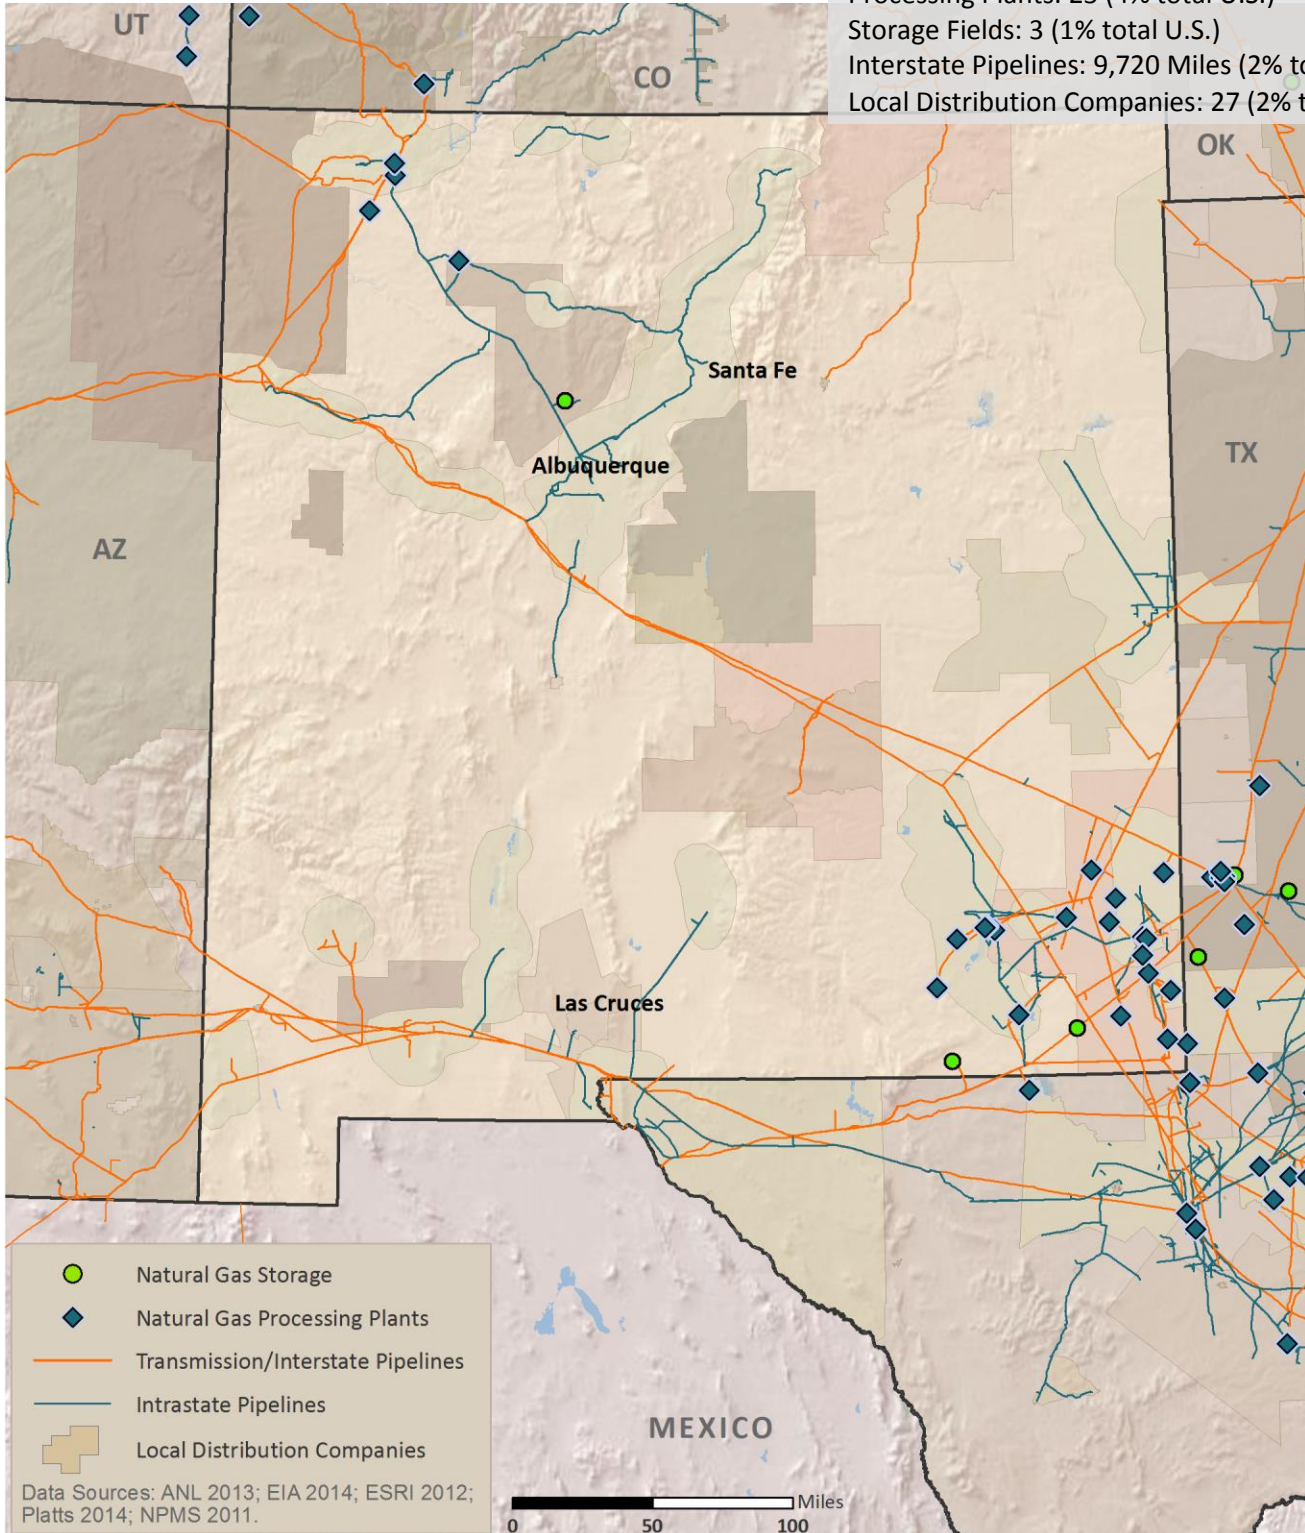 Storage Fields: 3 (1% total U.S.)
Interstate Pipelines: 9,720 Miles (2% to
Local Distribution Companies: 27 (2% t
UT
CO
OK
Santa Fe
Albuquerque
TX
AZ
Las Cruces
Natural Gas Storage
Natural Gas Processing Plants
Transmission/Interstate Pipelines
Intrastate Pipelines
Local Distribution Companies
Data Sources: ANL 2013; EIA 2014; ESRI 2012;
Platts 2014; NPMS 2011.
MEXICO
Miles
0 50 100